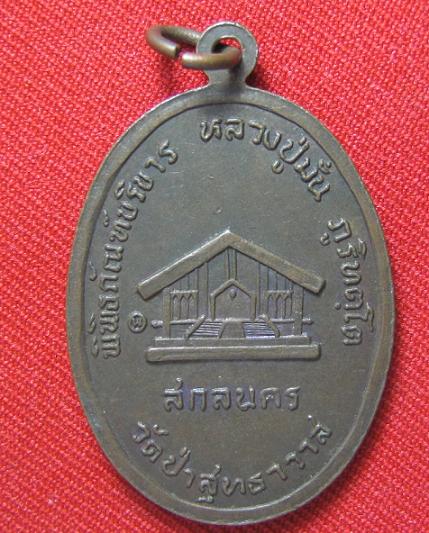 พิพิธภัณฑ์บริขาร หลวงปู่มั่น ภูริทตฺโต
สกลนคร
วัดป่าสุทธาวาส